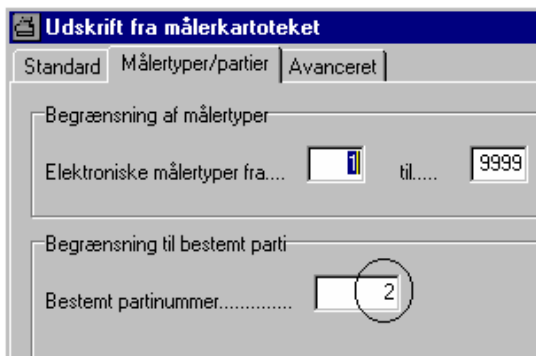 Udskrift fra målerkartoteket
Standard Målertyper/partier Avanceret
Begrænsning af målertyper
Elektroniske målertyper fra.... 1 til..... 9999
Begrænsning til bestemt parti
Bestemt partinummer.............. 2